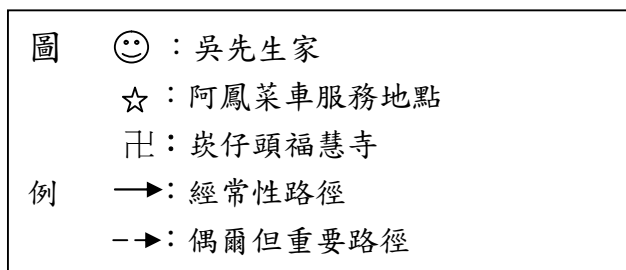 圖 ☺：吳先生家
☆：阿鳳菜車服務地點
卍：崁仔頭福慧寺
例 →：經常性路徑
-→：偶爾但重要路徑